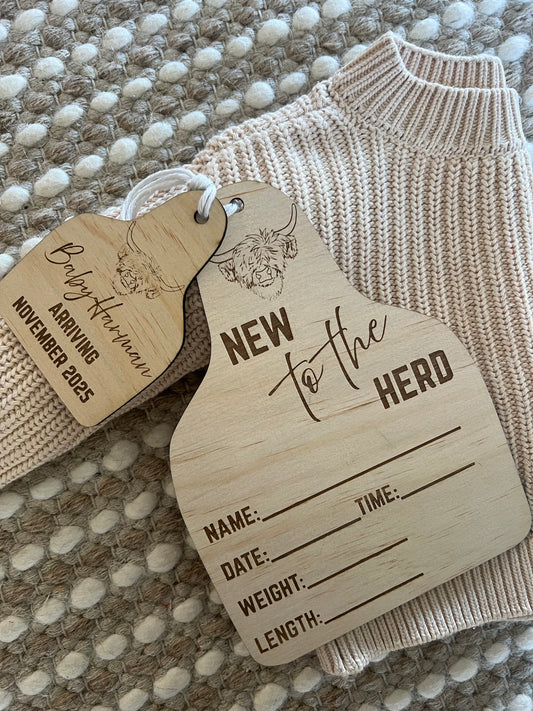 Baby Harman
ARRIVING
NOVEMBER 2025
NEW
to the
HERD
NAME:
TIME:
DATE:
WEIGHT:
LENGTH: